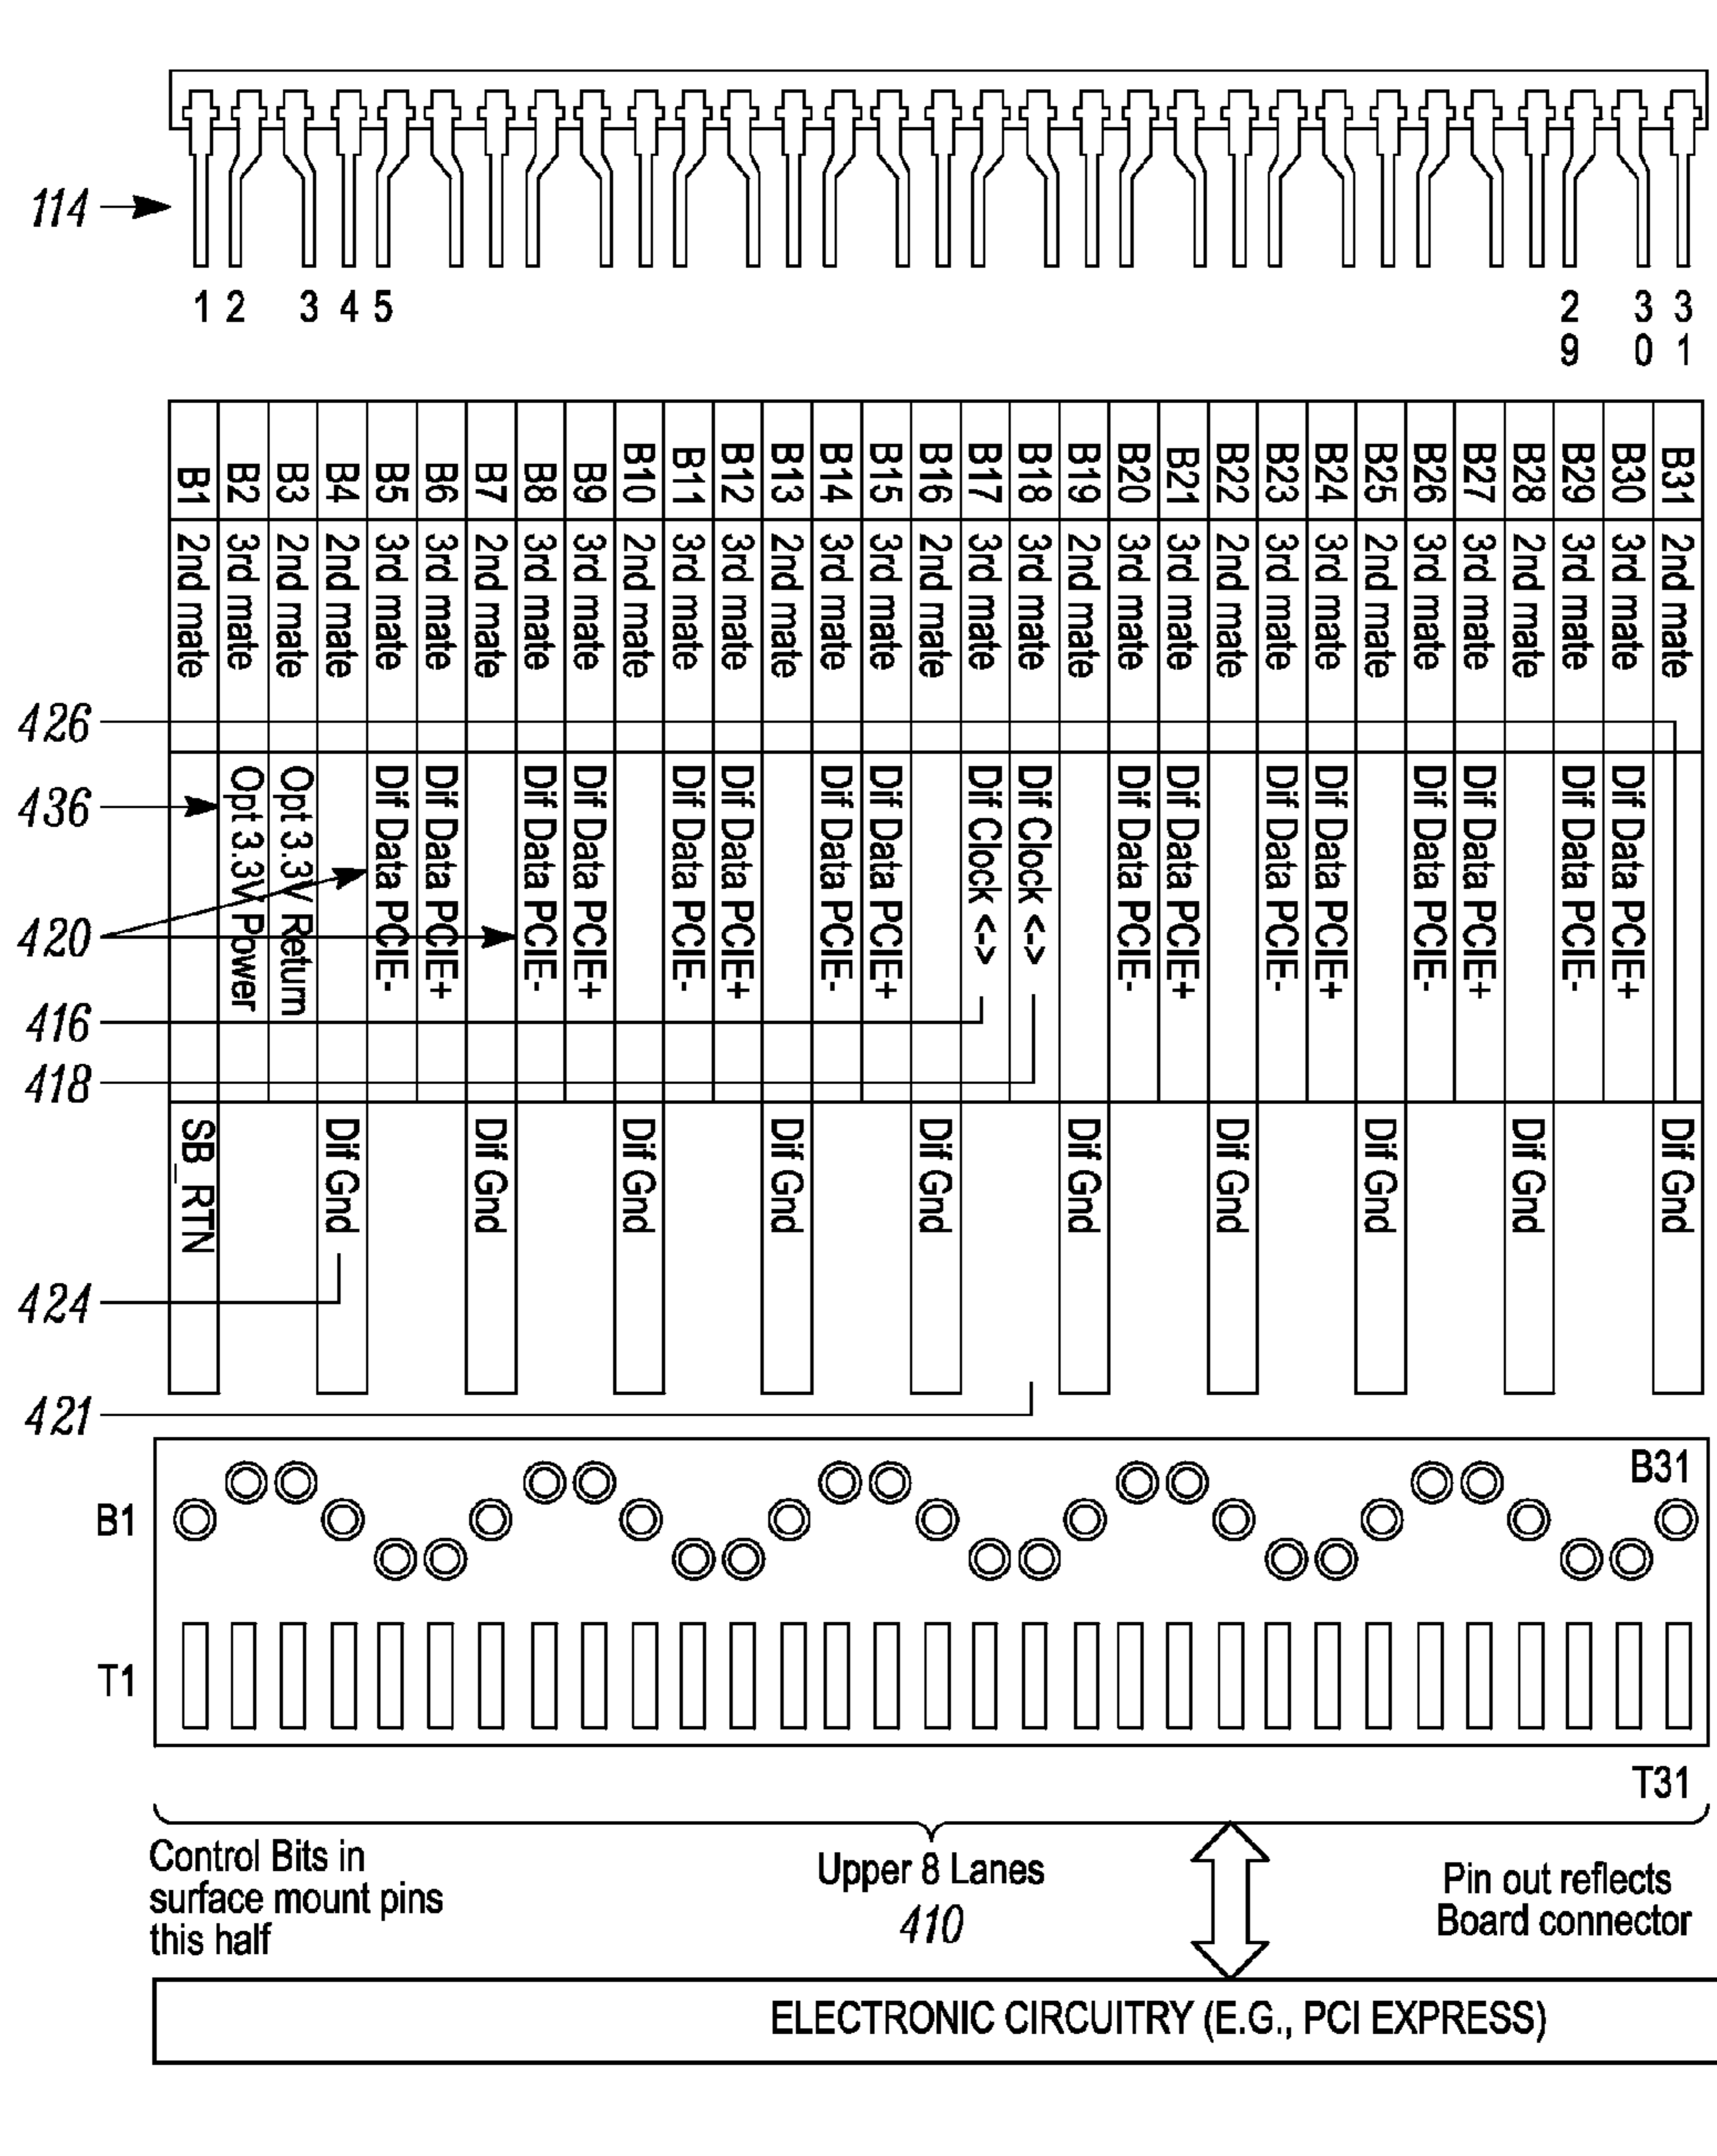 114
1 2 3 4 5 29 30 31
B1 B2 B3 B4 B5 B6 B7 B8 B9 B10 B11 B12 B13 B14 B15 B16 B17 B18 B19 B20 B21 B22 B23 B24 B25 B26 B27 B28 B29 B30 B31
2nd mate 3rd mate 2nd mate 2nd mate 3rd mate 3rd mate 2nd mate 3rd mate 3rd mate 2nd mate 3rd mate 3rd mate 2nd mate 3rd mate 3rd mate 2nd mate 3rd mate 3rd mate 2nd mate 3rd mate 3rd mate 2nd mate 3rd mate 3rd mate 2nd mate 3rd mate 3rd mate 2nd mate 3rd mate 3rd mate 2nd mate
426
436
Opt 3.3V Power Opt 3.3V Return Dif Data PCIE- Dif Data PCIE+ Dif Data PCIE- Dif Data PCIE+ Dif Data PCIE- Dif Data PCIE+ Dif Data PCIE- Dif Data PCIE+ Dif Clock <-> Dif Clock <-> Dif Data PCIE- Dif Data PCIE+ Dif Data PCIE- Dif Data PCIE+ Dif Data PCIE- Dif Data PCIE+ Dif Data PCIE- Dif Data PCIE+
420
416
418
SB_RTN Dif Gnd Dif Gnd Dif Gnd Dif Gnd Dif Gnd Dif Gnd Dif Gnd Dif Gnd Dif Gnd Dif Gnd
424
421
B31
B1
T1
T31
Control Bits in
surface mount pins
this half
Upper 8 Lanes
410
Pin out reflects
Board connector
ELECTRONIC CIRCUITRY (E.G., PCI EXPRESS)